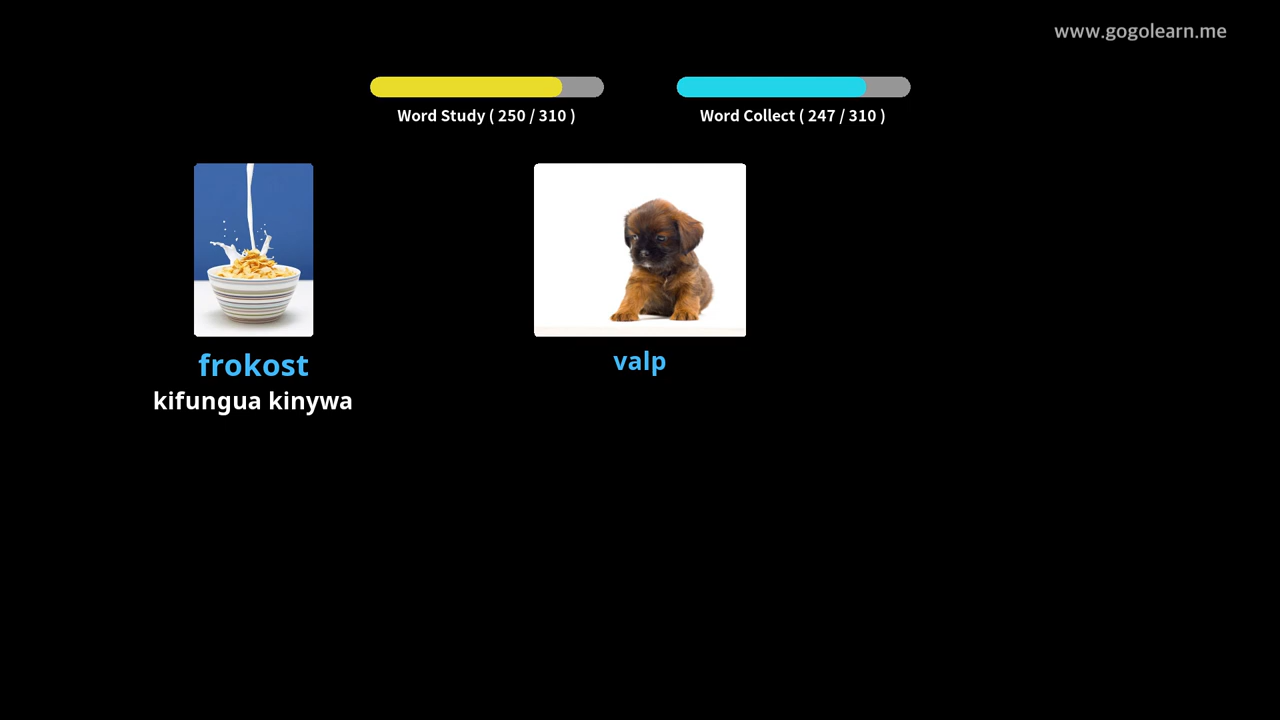 www.gogolearn.me
Word Study ( 250 / 310 )
Word Collect ( 247 / 310 )
frokost
kifungua kinywa
valp